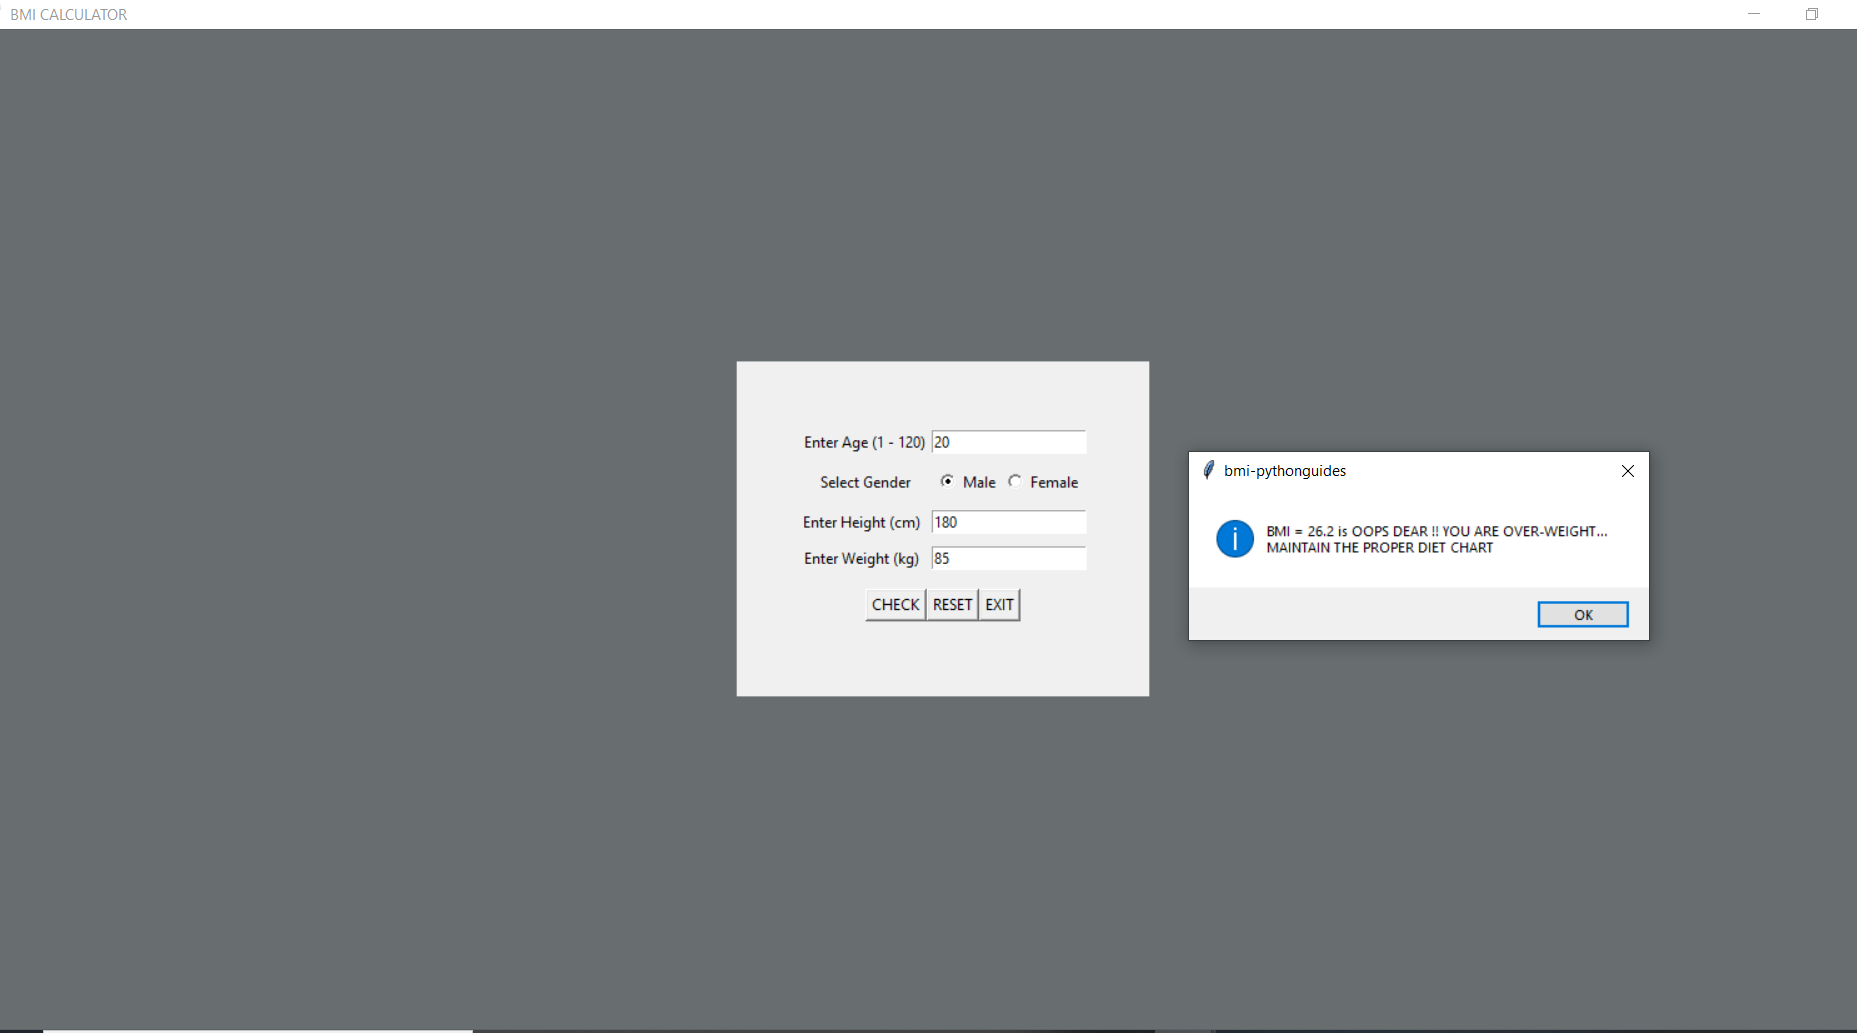 BMI CALCULATOR
Enter Age (1 - 120) 20
Select Gender Male Female
Enter Height (cm) 180
Enter Weight (kg) 85
CHECK RESET EXIT
bmi-pythonguides
BMI = 26.2 is OOPS DEAR !! YOU ARE OVER-WEIGHT...
MAINTAIN THE PROPER DIET CHART
OK